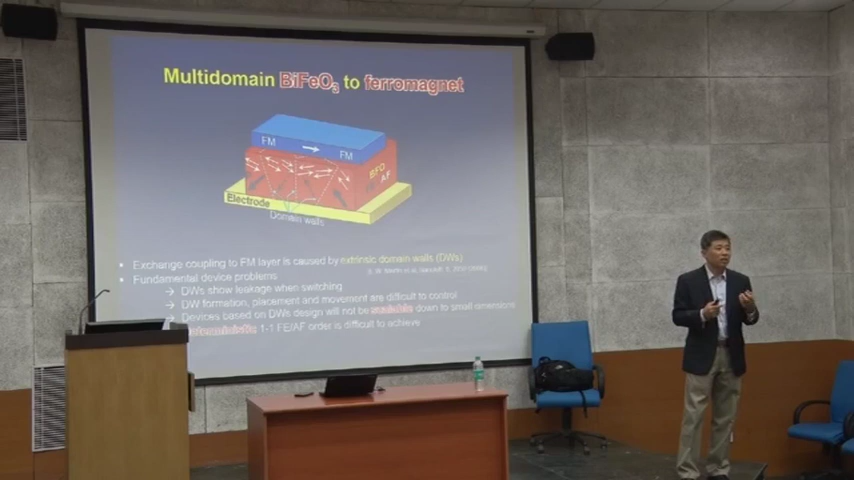 Multidomain BiFeO3 to ferromagnet
FM
FM
BFO
AF
Electrode
Domain walls
• Exchange coupling to FM layer is caused by extrinsic domain walls (DWs)
• Fundamental device problems
→ DWs show leakage when switching
→ DW formation, placement and movement are difficult to control
→ Devices based on DWs design will not be scalable down to small dimensions
1-1 FE/AF order is difficult to achieve